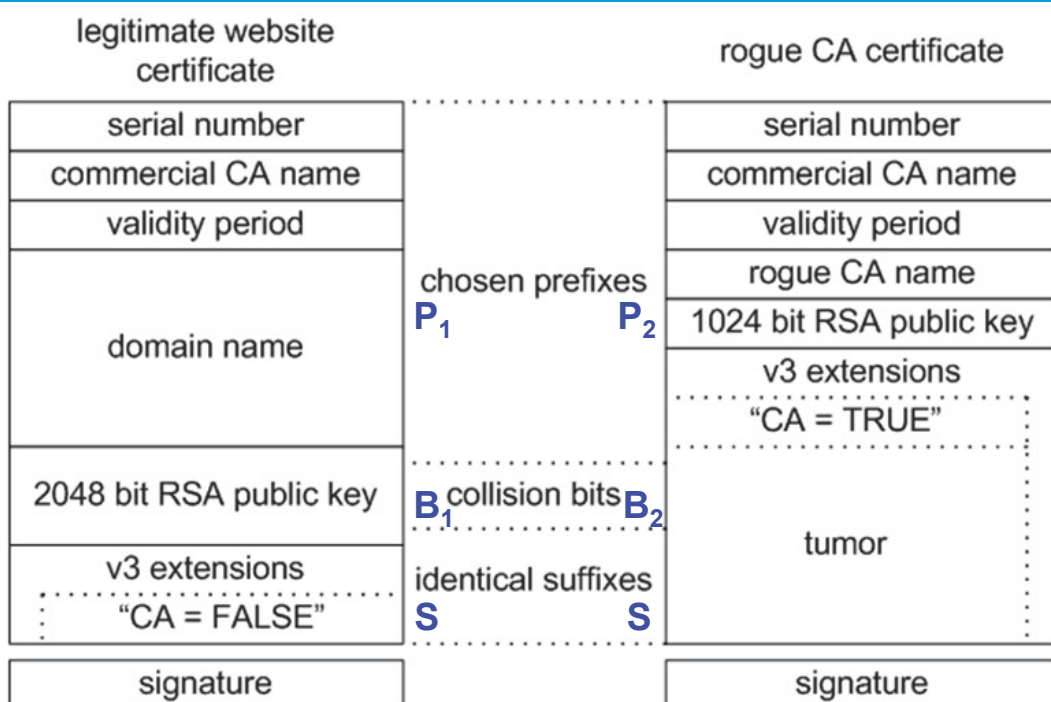 legitimate website
certificate
serial number
commercial CA name
validity period
domain name
2048 bit RSA public key
v3 extensions
“CA = FALSE”
signature
chosen prefixes
P1 P2
B1 collision bits B2
identical suffixes
S S
rogue CA certificate
serial number
commercial CA name
validity period
rogue CA name
1024 bit RSA public key
v3 extensions
“CA = TRUE”
tumor
signature